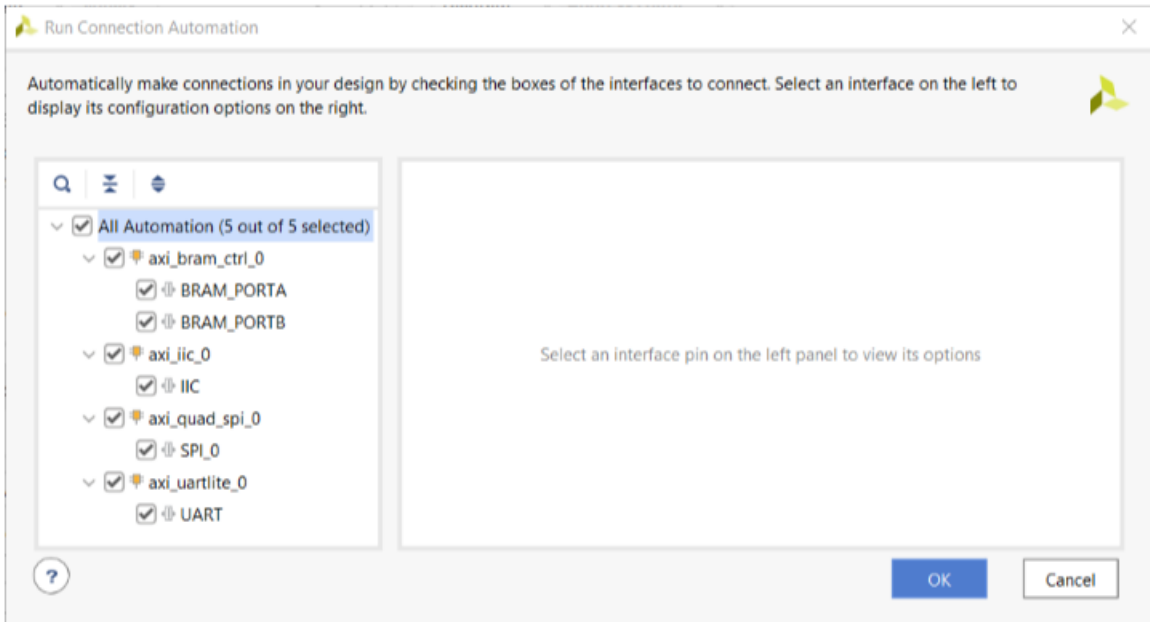 Run Connection Automation
Automatically make connections in your design by checking the boxes of the interfaces to connect. Select an interface on the left to
display its configuration options on the right.
All Automation (5 out of 5 selected)
axi_bram_ctrl_0
BRAM_PORTA
BRAM_PORTB
axi_iic_0
IIC
axi_quad_spi_0
SPI_0
axi_uartlite_0
UART
Select an interface pin on the left panel to view its options
?
OK
Cancel